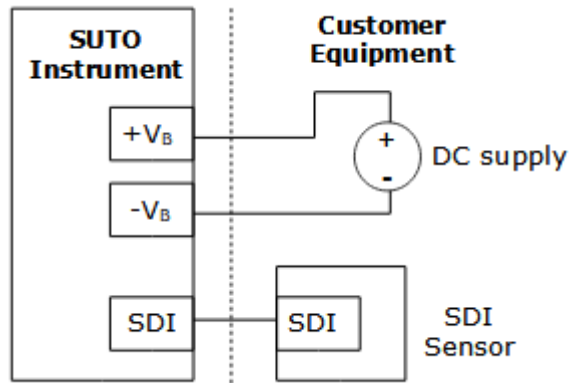 SUTO
Instrument
Customer
Equipment
+VB
+
-
DC supply
-VB
SDI
SDI
SDI
Sensor